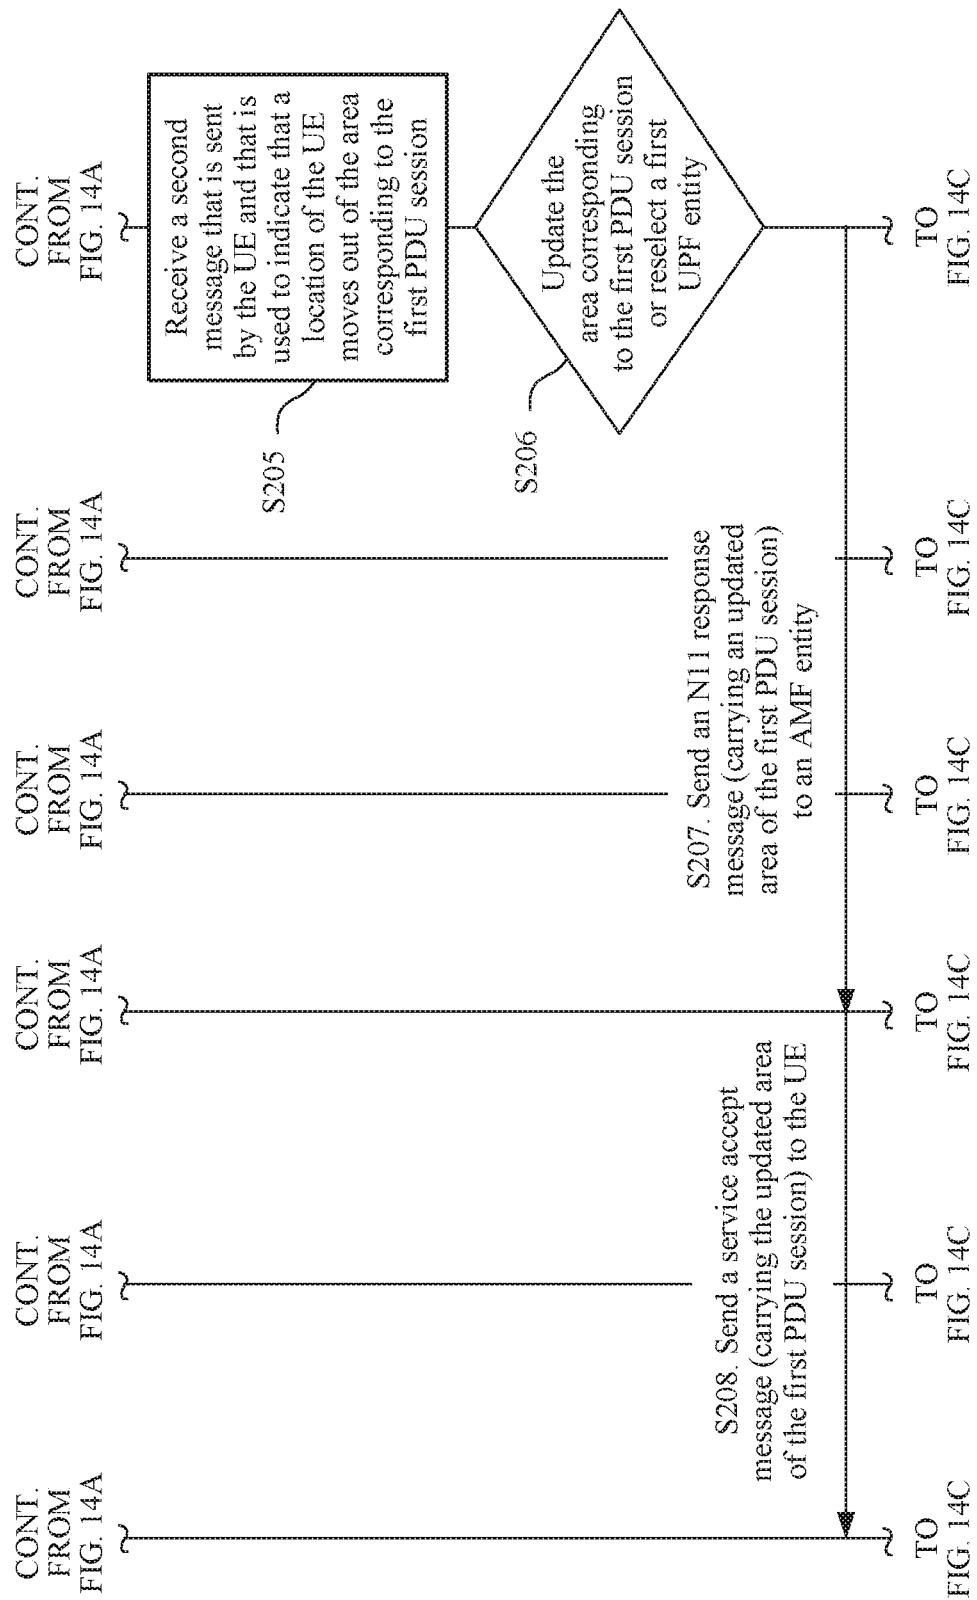 CONT.
FROM
FIG. 14A
CONT.
FROM
FIG. 14A
CONT.
FROM
FIG. 14A
CONT.
FROM
FIG. 14A
CONT.
FROM
FIG. 14A
CONT.
FROM
FIG. 14A
Receive a second
message that is sent
by the UE and that is
used to indicate that a
location of the UE
moves out of the area
corresponding to the
first PDU session
S205
Update the
area corresponding
to the first PDU session
or reselect a first
UPF entity
S206
S207. Send an N11 response
message (carrying an updated
area of the first PDU session)
to an AMF entity
S208. Send a service accept
message (carrying the updated area
of the first PDU session) to the UE
TO
FIG. 14C
TO
FIG. 14C
TO
FIG. 14C
TO
FIG. 14C
TO
FIG. 14C
TO
FIG. 14C